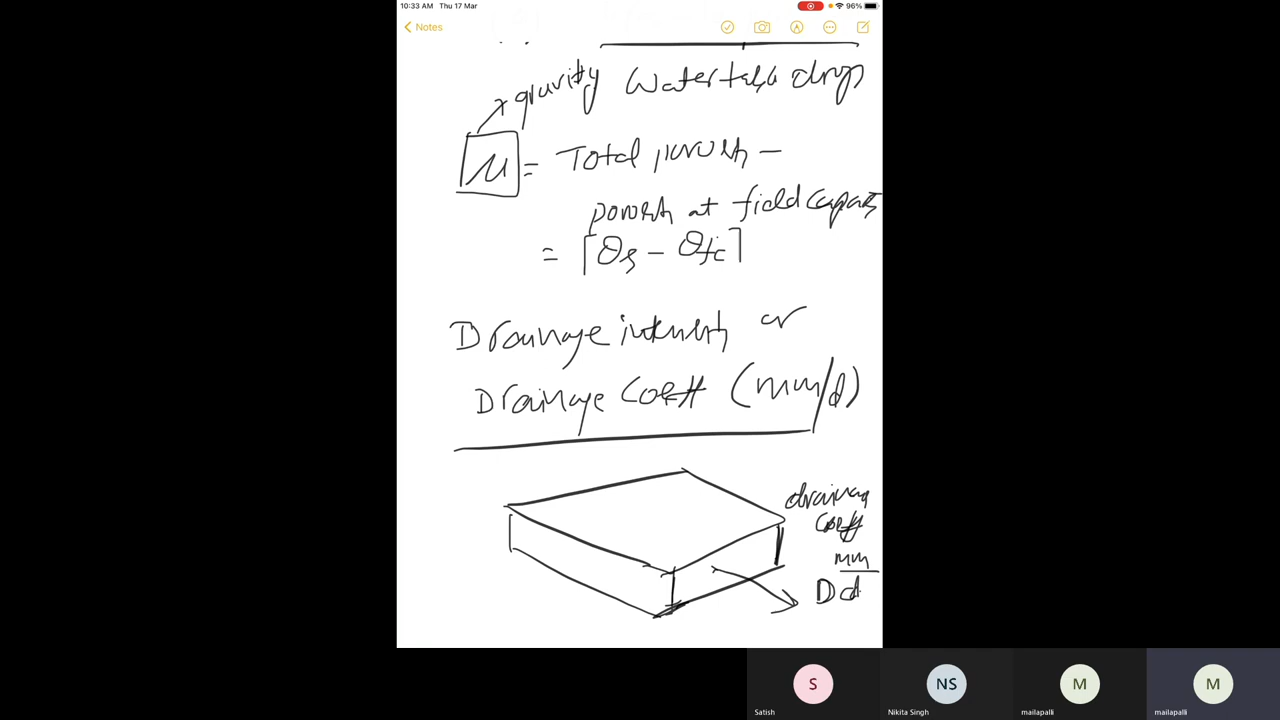 10:33 AM Thu 17 Mar
96%
Notes
gravity Watertable drops
μ = Total porosity –
porosity at field capacity
= [θs – θfc]
Drainage intensity or
Drainage Coeff (mm/d)
drainage
coeff
mm
D d
S
NS
M
M
Satish
Nikita Singh
mailapalli
mailapalli